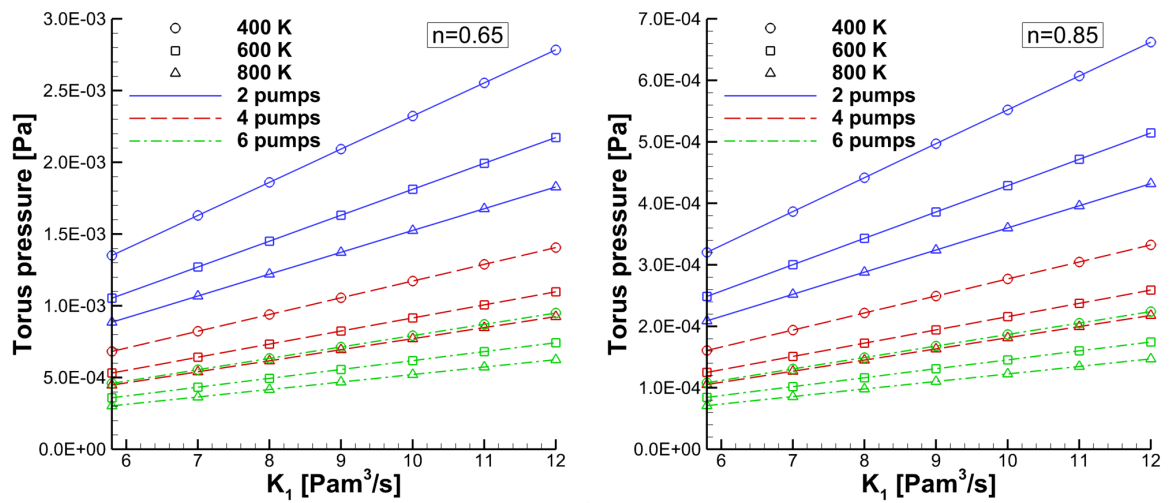 3.0E-03
2.5E-03
2.0E-03
1.5E-03
1.0E-03
5.0E-04
0.0E+00
Torus pressure [Pa]
400 K
600 K
800 K
2 pumps
4 pumps
6 pumps
n=0.65
6 7 8 9 10 11 12
K₁ [Pam³/s]
7.0E-04
6.0E-04
5.0E-04
4.0E-04
3.0E-04
2.0E-04
1.0E-04
0.0E+00
Torus pressure [Pa]
400 K
600 K
800 K
2 pumps
4 pumps
6 pumps
n=0.85
6 7 8 9 10 11 12
K₁ [Pam³/s]